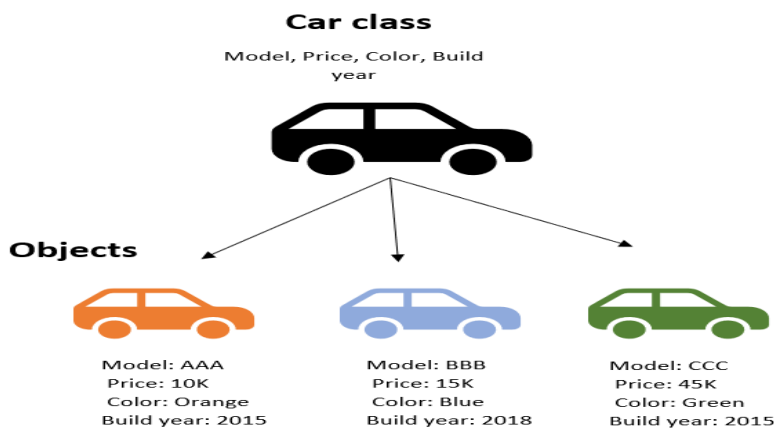 Car class
Model, Price, Color, Build
year
Objects
Model: AAA
Price: 10K
Color: Orange
Build year: 2015
Model: BBB
Price: 15K
Color: Blue
Build year: 2018
Model: CCC
Price: 45K
Color: Green
Build year: 2015